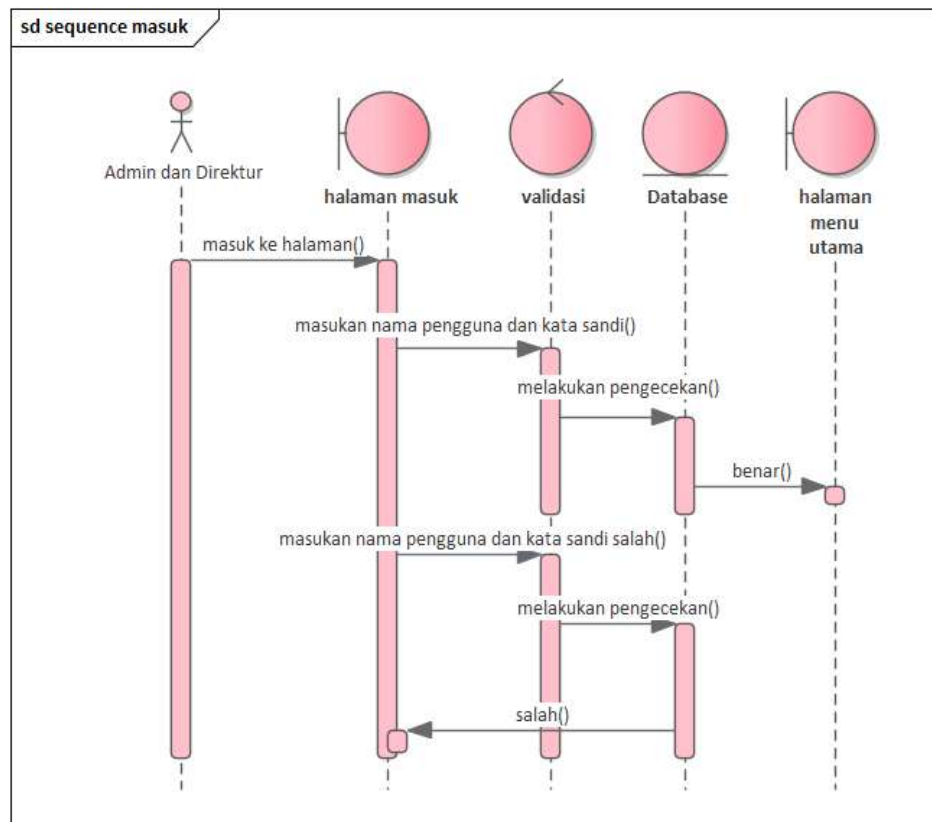 sd sequence masuk
Admin dan Direktur
halaman masuk
validasi
Database
halaman
menu
utama
masuk ke halaman()
masukan nama pengguna dan kata sandi()
melakukan pengecekan()
benar()
masukan nama pengguna dan kata sandi salah()
melakukan pengecekan()
salah()